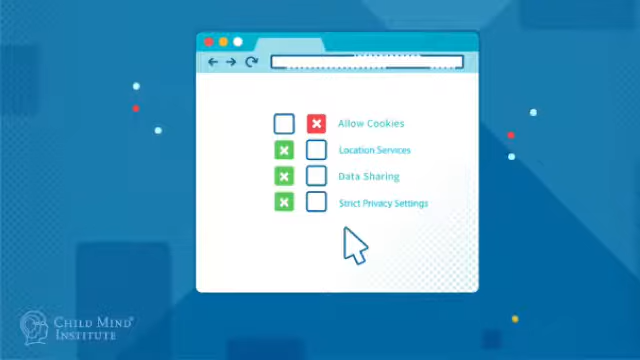 Allow Cookies
Location Services
Data Sharing
Strict Privacy Settings
CHILD MIND®
INSTITUTE